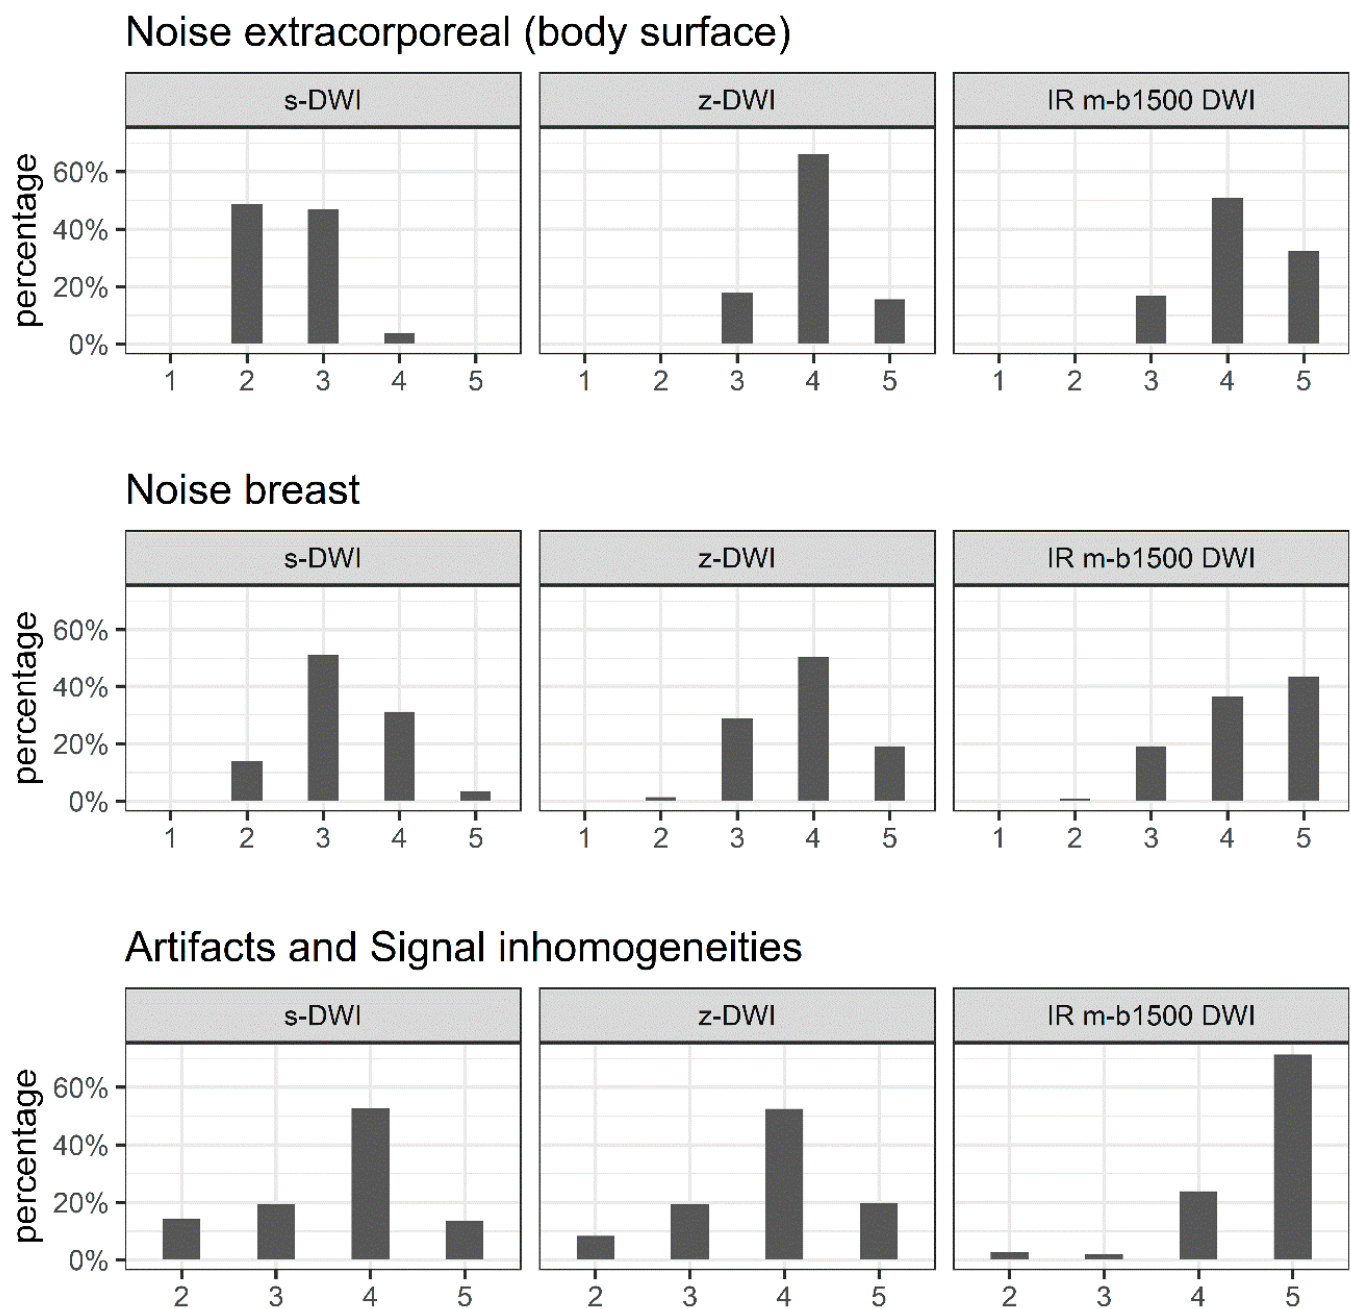 Noise extracorporeal (body surface)
s-DWI z-DWI IR m-b1500 DWI
percentage
60%
40%
20%
0%
1 2 3 4 5 1 2 3 4 5 1 2 3 4 5
Noise breast
s-DWI z-DWI IR m-b1500 DWI
percentage
60%
40%
20%
0%
1 2 3 4 5 1 2 3 4 5 1 2 3 4 5
Artifacts and Signal inhomogeneities
s-DWI z-DWI IR m-b1500 DWI
percentage
60%
40%
20%
0%
2 3 4 5 2 3 4 5 2 3 4 5